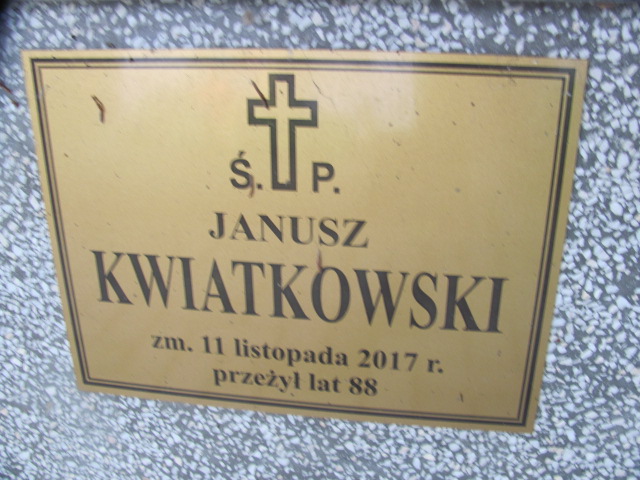 Ś. P.
JANUSZ
KWIATKOWSKI
zm. 11 listopada 2017 r.
przeżył lat 88